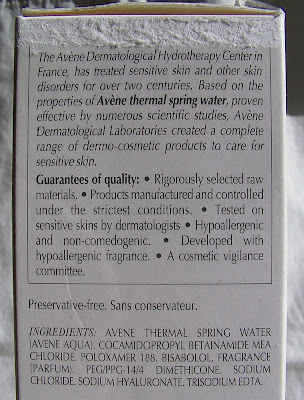 The Avène Dermatological Hydrotherapy Center in
France, has treated sensitive skin and other skin
disorders for over two centuries. Based on the
properties of Avène thermal spring water, proven
effective by numerous scientific studies, Avène
Dermatological Laboratories created a complete
range of dermo-cosmetic products to care for
sensitive skin.
Guarantees of quality: • Rigorously selected raw
materials. • Products manufactured and controlled
under the strictest conditions. • Tested on
sensitive skins by dermatologists • Hypoallergenic
and non-comedogenic. • Developed with
hypoallergenic fragrance. • A cosmetic vigilance
committee.
Preservative-free. Sans conservateur.
INGREDIENTS: AVENE THERMAL SPRING WATER
(AVENE AQUA). COCAMIDOPROPYL BETAINAMIDE MEA
CHLORIDE. POLOXAMER 188. BISABOLOL. FRAGRANCE
(PARFUM). PEG/PPG-14/4 DIMETHICONE. SODIUM
CHLORIDE. SODIUM HYALURONATE. TRISODIUM EDTA.